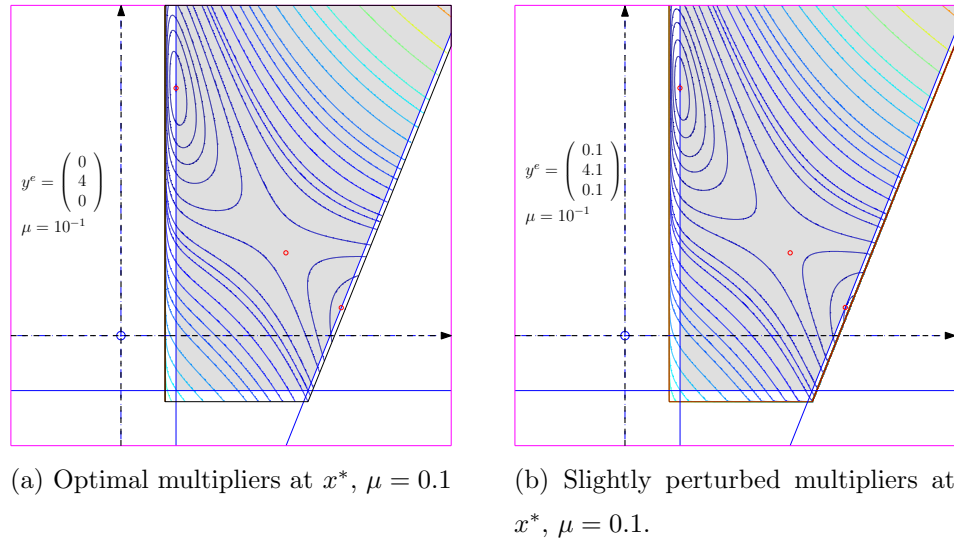 y^e = ( 0 4 0 )
μ = 10^{-1}
(a) Optimal multipliers at x*, μ = 0.1
y^e = ( 0.1 4.1 0.1 )
μ = 10^{-1}
(b) Slightly perturbed multipliers at
x*, μ = 0.1.